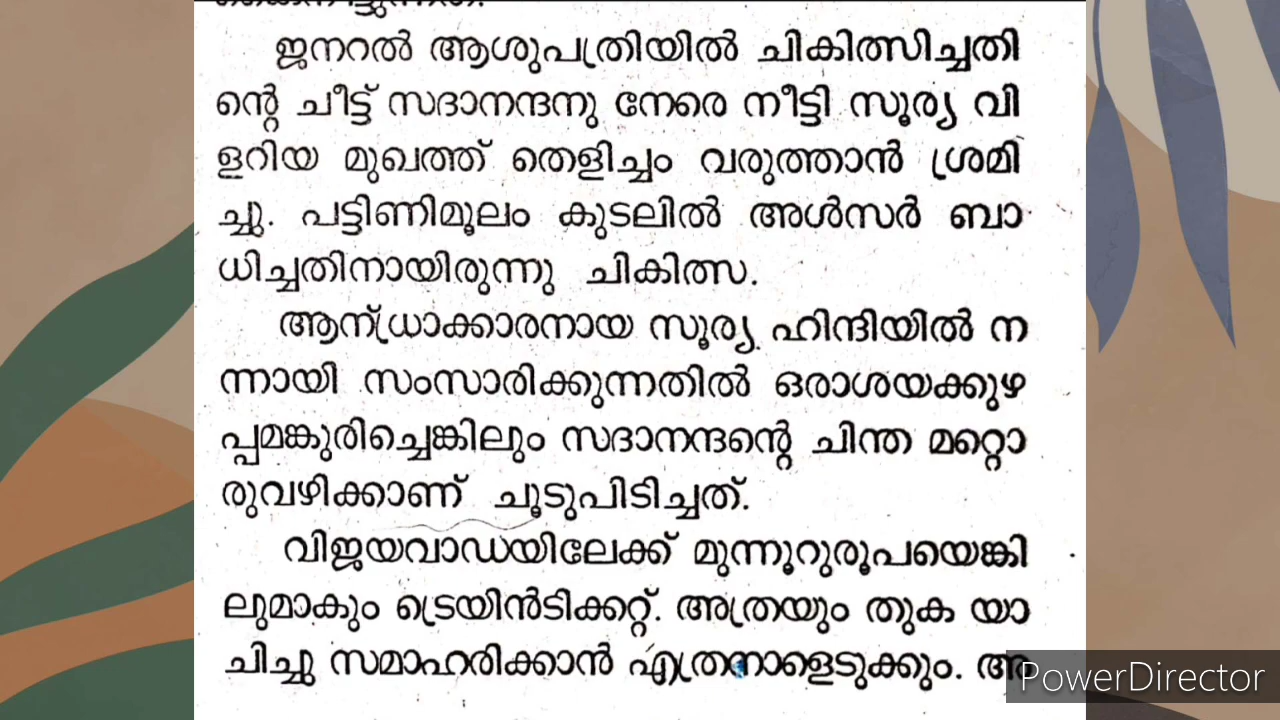 ജനറൽ ആശുപത്രിയിൽ ചികിത്സിച്ചതി
ന്റെ ചീട്ട് സദാനന്ദനു നേരെ നീട്ടി സൂര്യ വി
ളറിയ മുഖത്ത് തെളിച്ചം വരുത്താൻ ശ്രമി
ച്ചു. പട്ടിണിമൂലം കുടലിൽ അൾസർ ബാ
ധിച്ചതിനായിരുന്നു ചികിത്സ.
ആന്ധ്രാക്കാരനായ സൂര്യ ഹിന്ദിയിൽ ന
ന്നായി സംസാരിക്കുന്നതിൽ ഒരാശയക്കുഴ
പ്പമങ്കുരിച്ചെങ്കിലും സദാനന്ദന്റെ ചിന്ത മറ്റൊ
രുവഴിക്കാണ് ചൂടുപിടിച്ചത്.
വിജയവാഡയിലേക്ക് മുന്നൂറുരൂപയെങ്കി
ലുമാകും ട്രെയിൻടിക്കറ്റ്. അത്രയും തുക യാ
ചിച്ചു സമാഹരിക്കാൻ എത്രനാളെടുക്കും. അ
PowerDirector